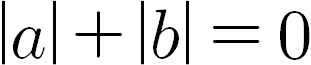 |a| + |b| = 0